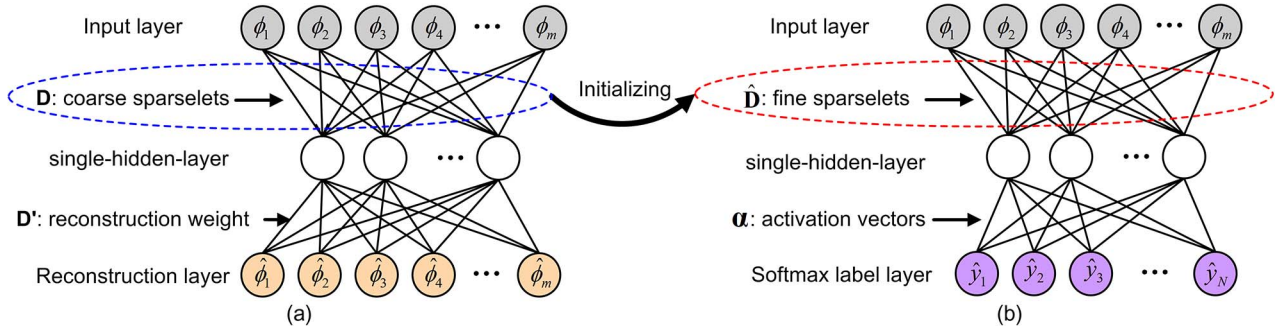 Input layer ϕ₁ ϕ₂ ϕ₃ ϕ₄ ••• ϕₘ
D: coarse sparselets
single-hidden-layer •••
D': reconstruction weight
Reconstruction layer ϕ̂₁ ϕ̂₂ ϕ̂₃ ϕ̂₄ ••• ϕ̂ₘ
(a)
Initializing
Input layer ϕ₁ ϕ₂ ϕ₃ ϕ₄ ••• ϕₘ
D̂: fine sparselets
single-hidden-layer •••
α: activation vectors
Softmax label layer ŷ₁ ŷ₂ ŷ₃ ••• ŷ_N
(b)